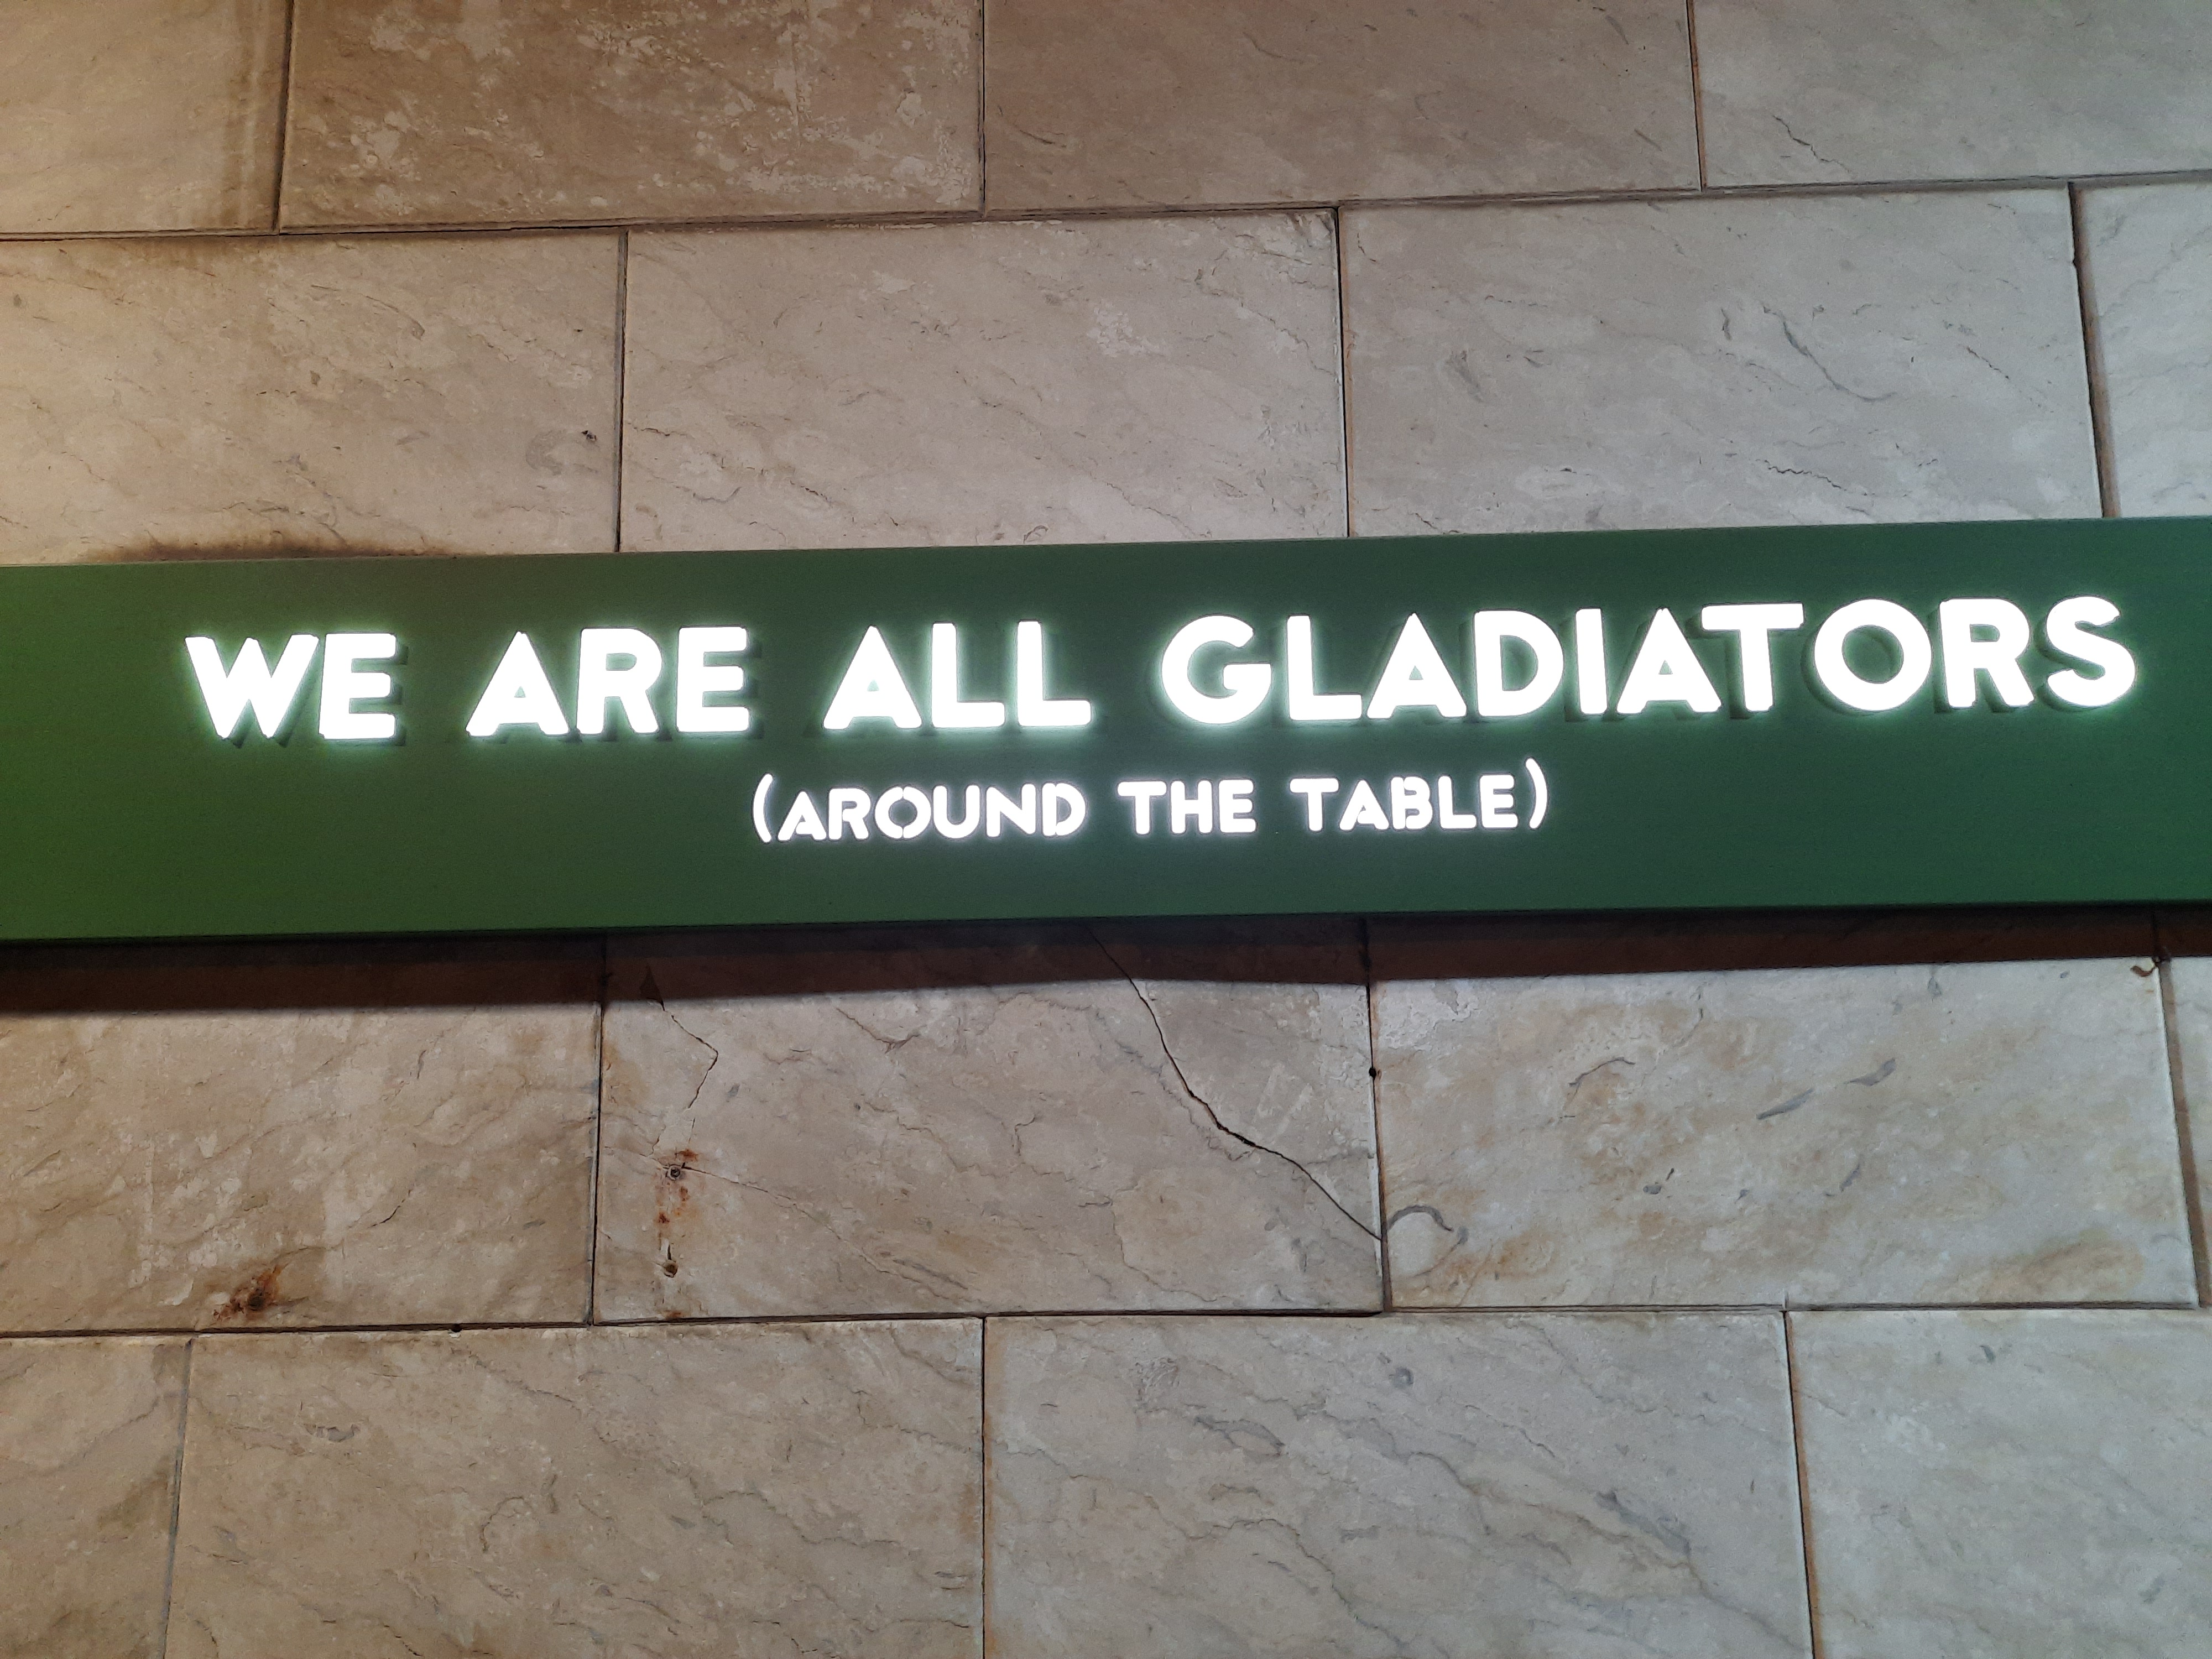 WE ARE ALL GLADIATORS
(AROUND THE TABLE)